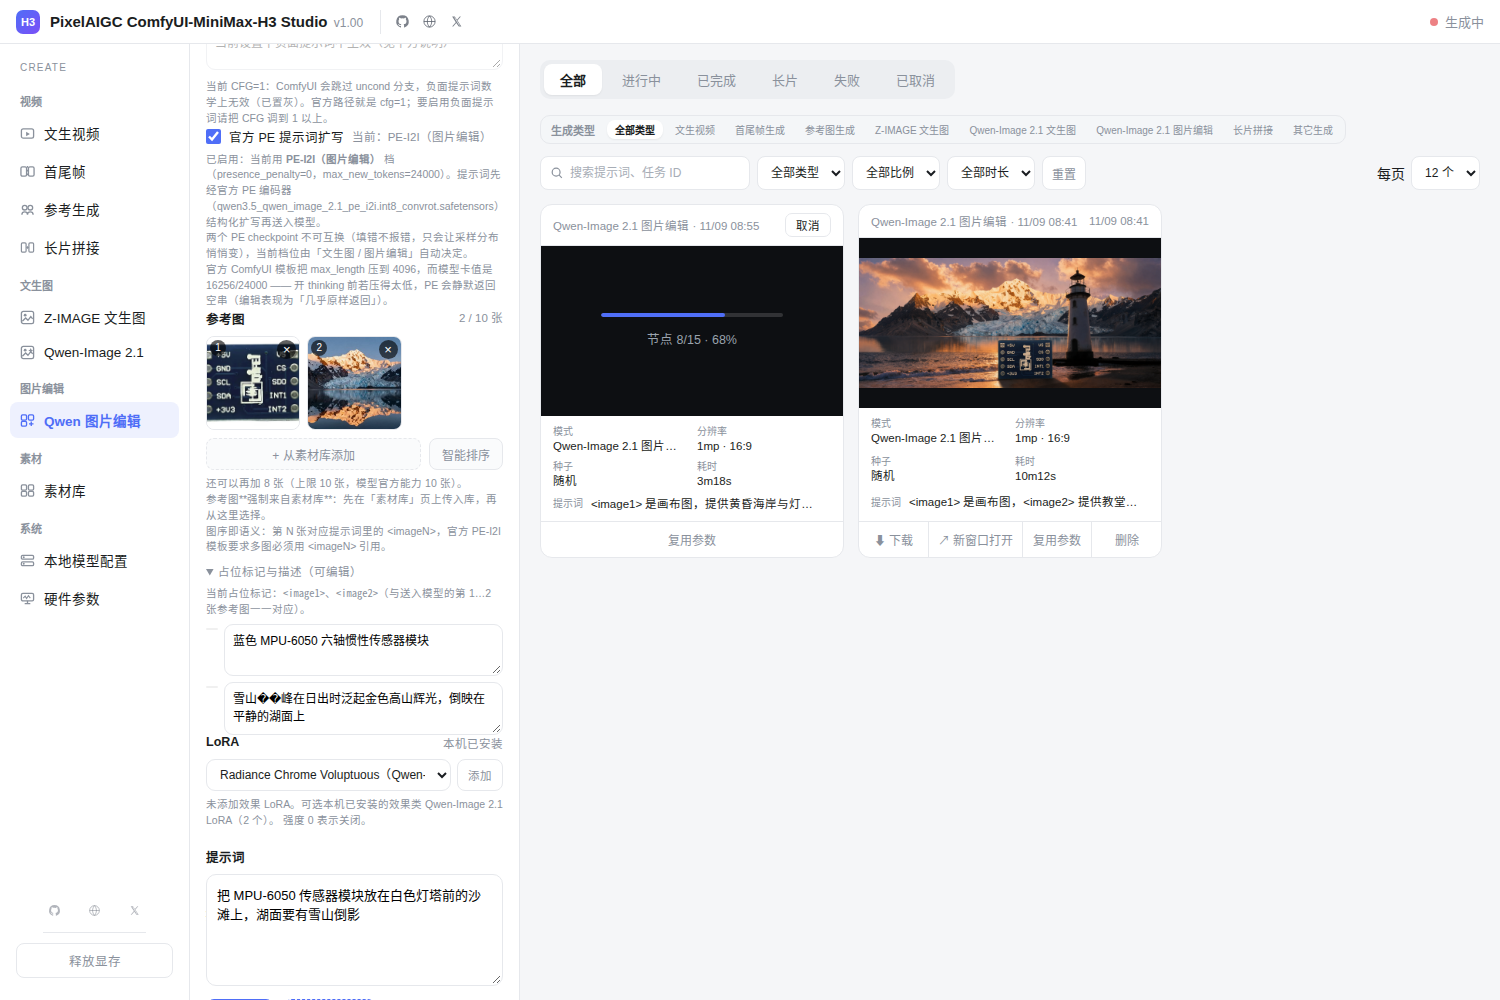 H3 PixelAIGC ComfyUI-MiniMax-H3 Studio v1.00
生成中
CREATE
视频
文生视频
首尾帧
参考生成
长片拼接
文生图
Z-IMAGE 文生图
Qwen-Image 2.1
图片编辑
Qwen 图片编辑
素材
素材库
系统
本地模型配置
硬件参数
释放显存
当前 CFG=1：ComfyUI 会跳过 uncond 分支，负面提示词数
学上无效（已置灰）。官方路径就是 cfg=1；要启用负面提示
词请把 CFG 调到 1 以上。
官方 PE 提示词扩写 当前：PE-I2I（图片编辑）
已启用：当前用 PE-I2I（图片编辑） 档
（presence_penalty=0，max_new_tokens=24000）。提示词先
经官方 PE 编码器
（qwen3.5_qwen_image_2.1_pe_i2i.int8_convrot.safetensors）
结构化扩写再送入模型。
两个 PE checkpoint 不可互换（填错不报错，只会让采样分布
悄悄变），当前档位由「文生图 / 图片编辑」自动决定。
官方 ComfyUI 模板把 max_length 压到 4096，而模型卡值是
16256/24000 —— 开 thinking 前若压得太低，PE 会静默返回
空串（编辑表现为「几乎原样返回」）。
参考图 2 / 10 张
1
GND CS
SCL SDO
SDA INT1
+3V3 INT2
2
+ 从素材库添加 智能排序
还可以再加 8 张（上限 10 张，模型官方能力 10 张）。
参考图**强制来自素材库**：先在「素材库」页上传入库，再
从这里选择。
图序即语义：第 N 张对应提示词里的 <imageN>，官方 PE-I2I
模板要求多图必须用 <imageN> 引用。
▼ 占位标记与描述（可编辑）
当前占位标记：<image1>、<image2>（与送入模型的第 1…2
张参考图一一对应）。
蓝色 MPU-6050 六轴惯性传感器模块
雪山��峰在日出时泛起金色高山辉光，倒映在
平静的湖面上
LoRA 本机已安装
Radiance Chrome Voluptuous（Qwen- 添加
未添加效果 LoRA。可选本机已安装的效果类 Qwen-Image 2.1
LoRA（2 个）。 强度 0 表示关闭。
提示词
把 MPU-6050 传感器模块放在白色灯塔前的沙
滩上，湖面要有雪山倒影
全部 进行中 已完成 长片 失败 已取消
生成类型 全部类型 文生视频 首尾帧生成 参考图生成 Z-IMAGE 文生图 Qwen-Image 2.1 文生图 Qwen-Image 2.1 图片编辑 长片拼接 其它生成
搜索提示词、任务 ID 全部类型 全部比例 全部时长 重置 每页 12 个
Qwen-Image 2.1 图片编辑 · 11/09 08:55 取消
节点 8/15 · 68%
模式 分辨率
Qwen-Image 2.1 图片… 1mp · 16:9
种子 耗时
随机 3m18s
提示词 <image1> 是画布图，提供黄昏海岸与灯…
复用参数
Qwen-Image 2.1 图片编辑 · 11/09 08:41 11/09 08:41
模式 分辨率
Qwen-Image 2.1 图片… 1mp · 16:9
种子 耗时
随机 10m12s
提示词 <image1> 是画布图，<image2> 提供教堂…
下载 ↗ 新窗口打开 复用参数 删除